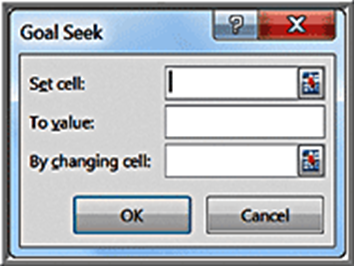 Goal Seek
Set cell:
To value:
By changing cell:
OK
Cancel